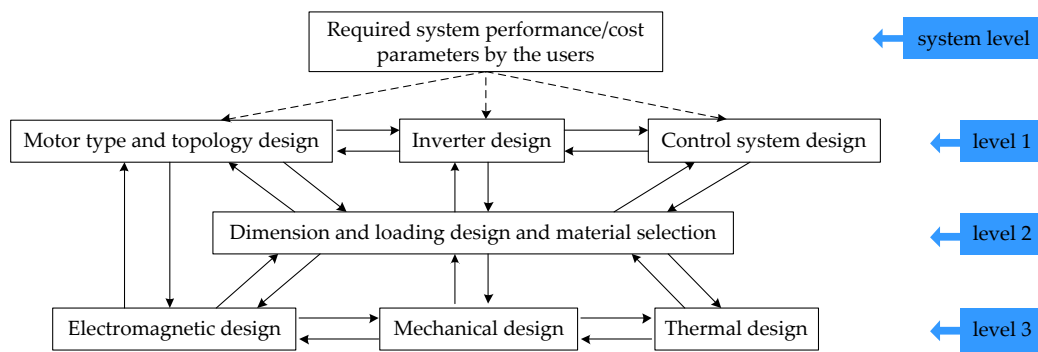 Required system performance/cost
parameters by the users
system level
Motor type and topology design
Inverter design
Control system design
level 1
Dimension and loading design and material selection
level 2
Electromagnetic design
Mechanical design
Thermal design
level 3